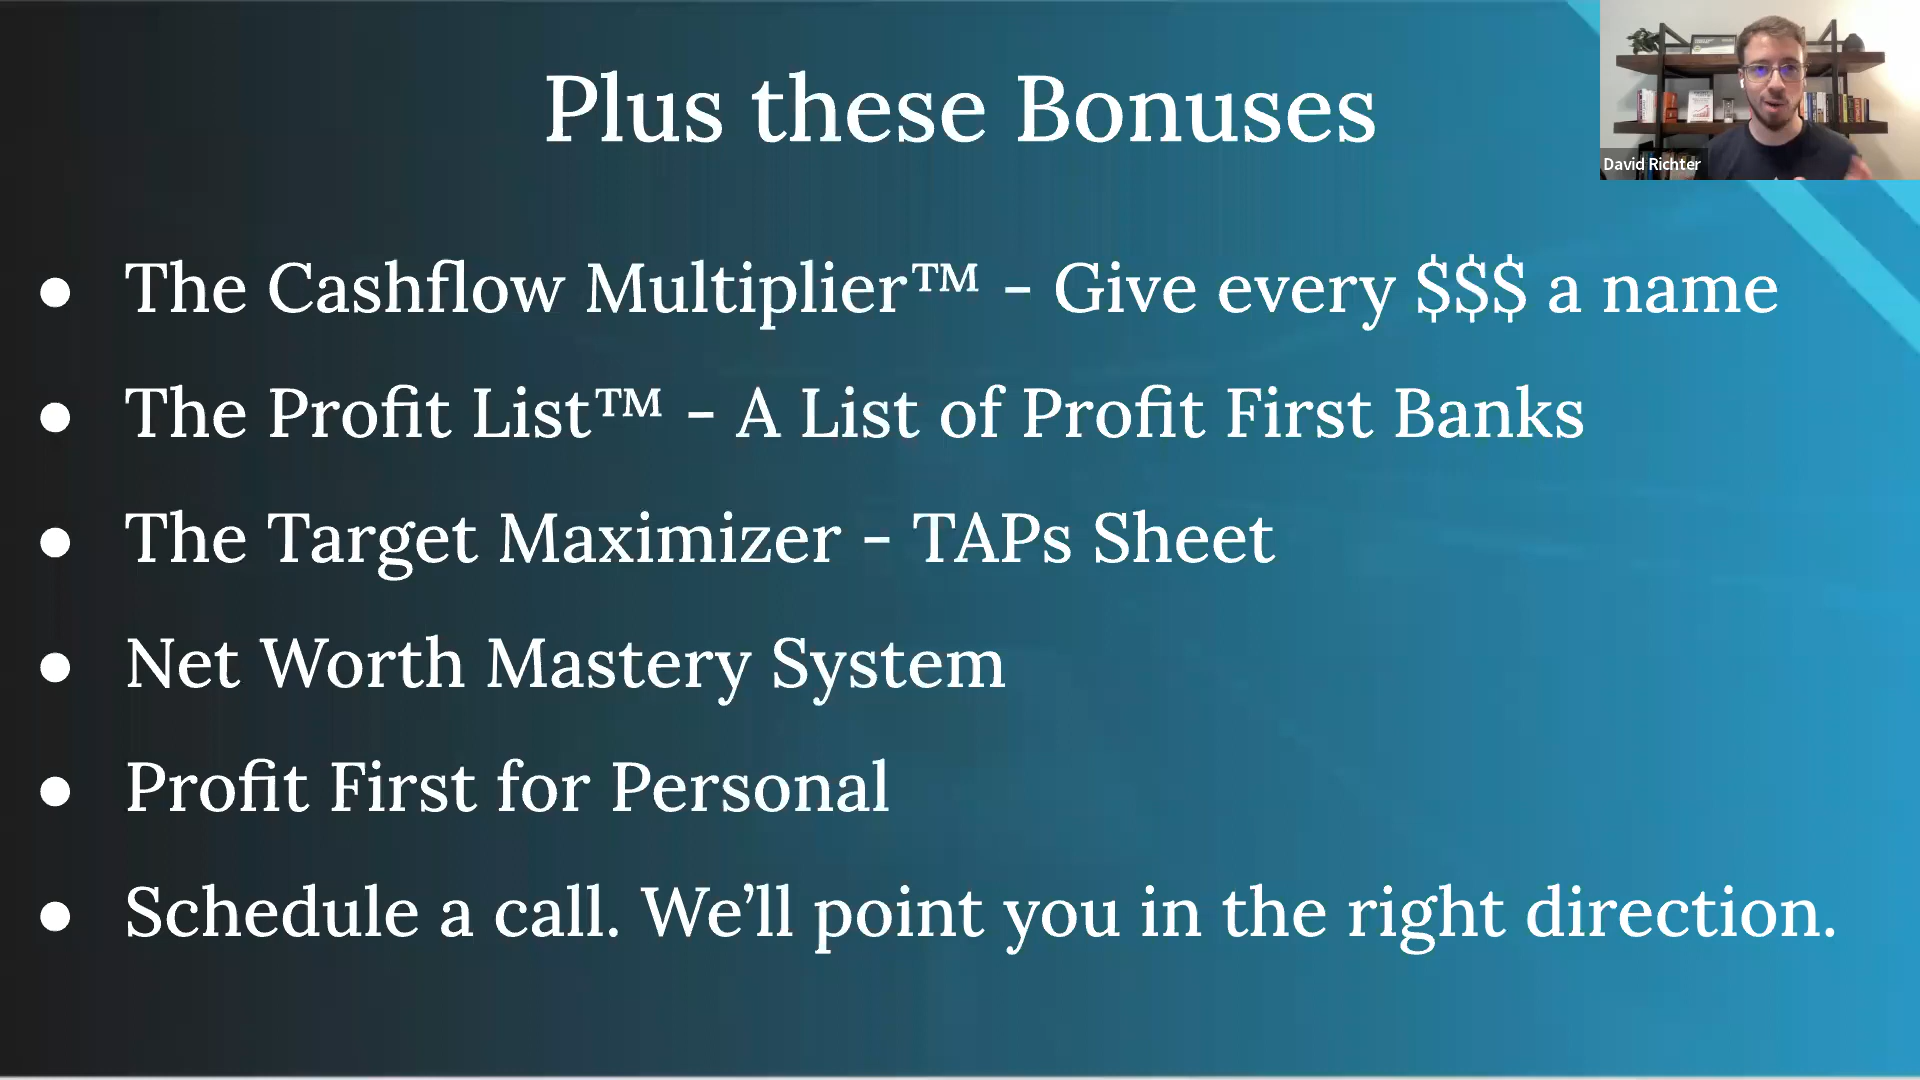 Plus these Bonuses
David Richter
● The Cashflow Multiplier™ - Give every $$$ a name
● The Profit List™ - A List of Profit First Banks
● The Target Maximizer - TAPs Sheet
● Net Worth Mastery System
● Profit First for Personal
● Schedule a call. We’ll point you in the right direction.